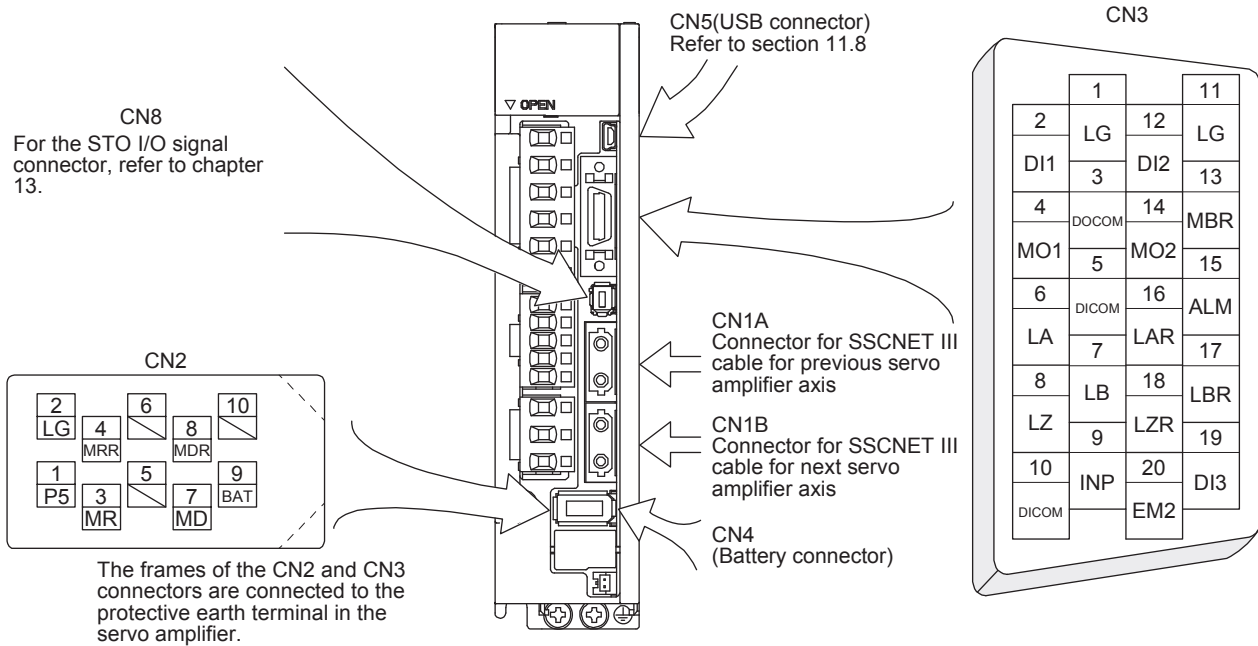 CN5(USB connector)
Refer to section 11.8
CN3
▽ OPEN
CN8
For the STO I/O signal
connector, refer to chapter
13.
1
LG
11
LG
2
DI1
12
DI2
3
DOCOM
13
MBR
4
MO1
14
MO2
5
DICOM
15
ALM
6
LA
16
LAR
7
LB
17
LBR
8
LZ
18
LZR
9
INP
19
DI3
10
DICOM
20
EM2
CN1A
Connector for SSCNET III
cable for previous servo
amplifier axis
CN1B
Connector for SSCNET III
cable for next servo
amplifier axis
CN4
(Battery connector)
CN2
2
LG
4
MRR
6
8
MDR
10
1
P5
3
MR
5
7
MD
9
BAT
The frames of the CN2 and CN3
connectors are connected to the
protective earth terminal in the
servo amplifier.